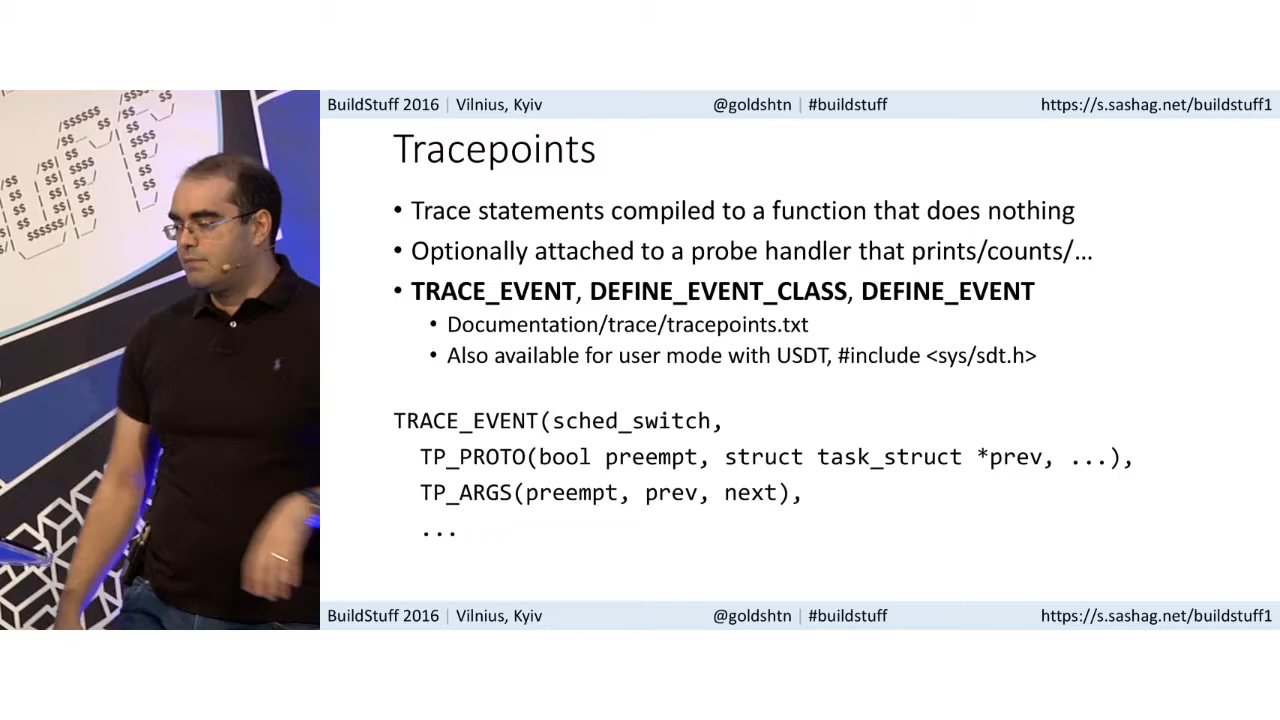 BuildStuff 2016 | Vilnius, Kyiv
@goldshtn | #buildstuff
https://s.sashag.net/buildstuff1
Tracepoints
• Trace statements compiled to a function that does nothing
• Optionally attached to a probe handler that prints/counts/…
• TRACE_EVENT, DEFINE_EVENT_CLASS, DEFINE_EVENT
• Documentation/trace/tracepoints.txt
• Also available for user mode with USDT, #include <sys/sdt.h>
TRACE_EVENT(sched_switch,
TP_PROTO(bool preempt, struct task_struct *prev, ...),
TP_ARGS(preempt, prev, next),
...
BuildStuff 2016 | Vilnius, Kyiv
@goldshtn | #buildstuff
https://s.sashag.net/buildstuff1